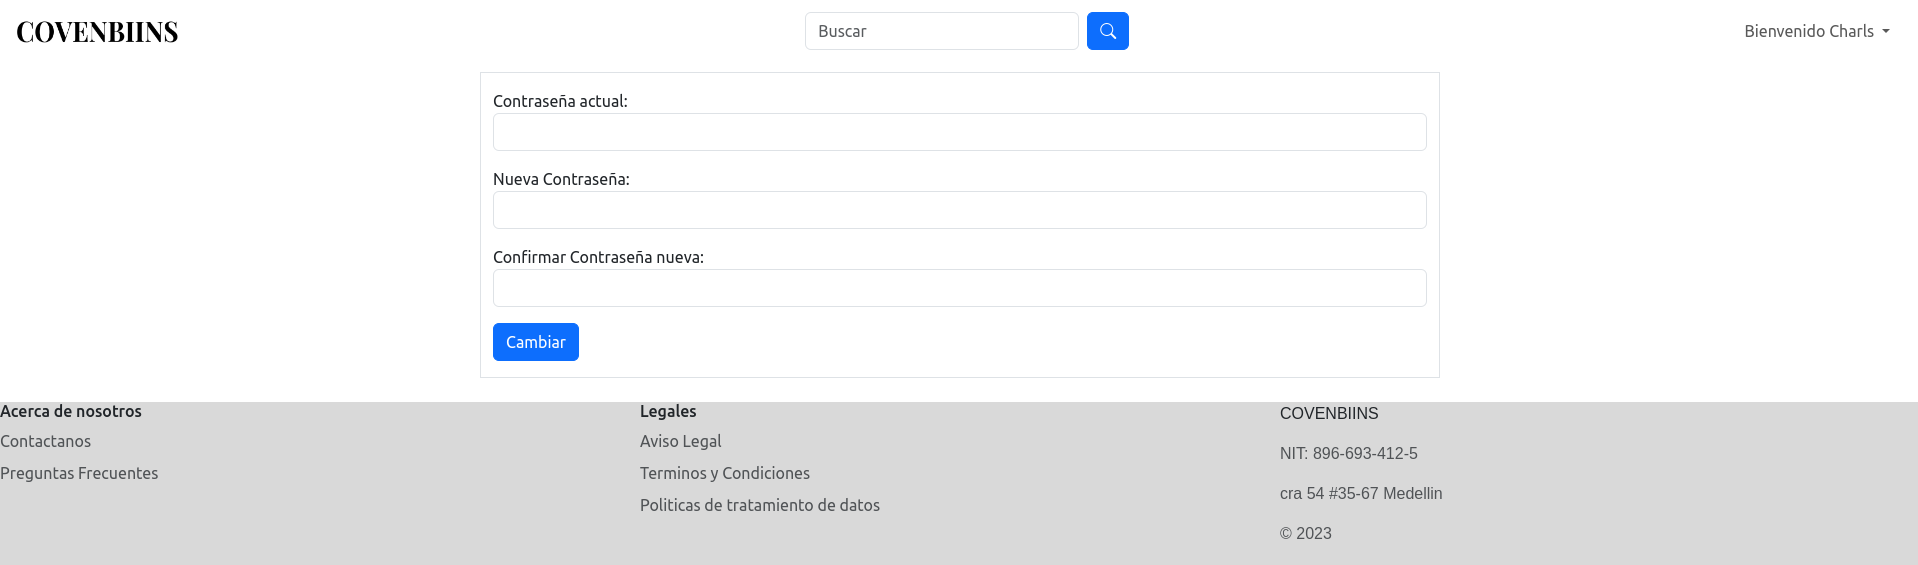 COVENBIINS
Buscar
Bienvenido Charls
Contraseña actual:
Nueva Contraseña:
Confirmar Contraseña nueva:
Cambiar
Acerca de nosotros
Contactanos
Preguntas Frecuentes
Legales
Aviso Legal
Terminos y Condiciones
Politicas de tratamiento de datos
COVENBIINS
NIT: 896-693-412-5
cra 54 #35-67 Medellin
© 2023